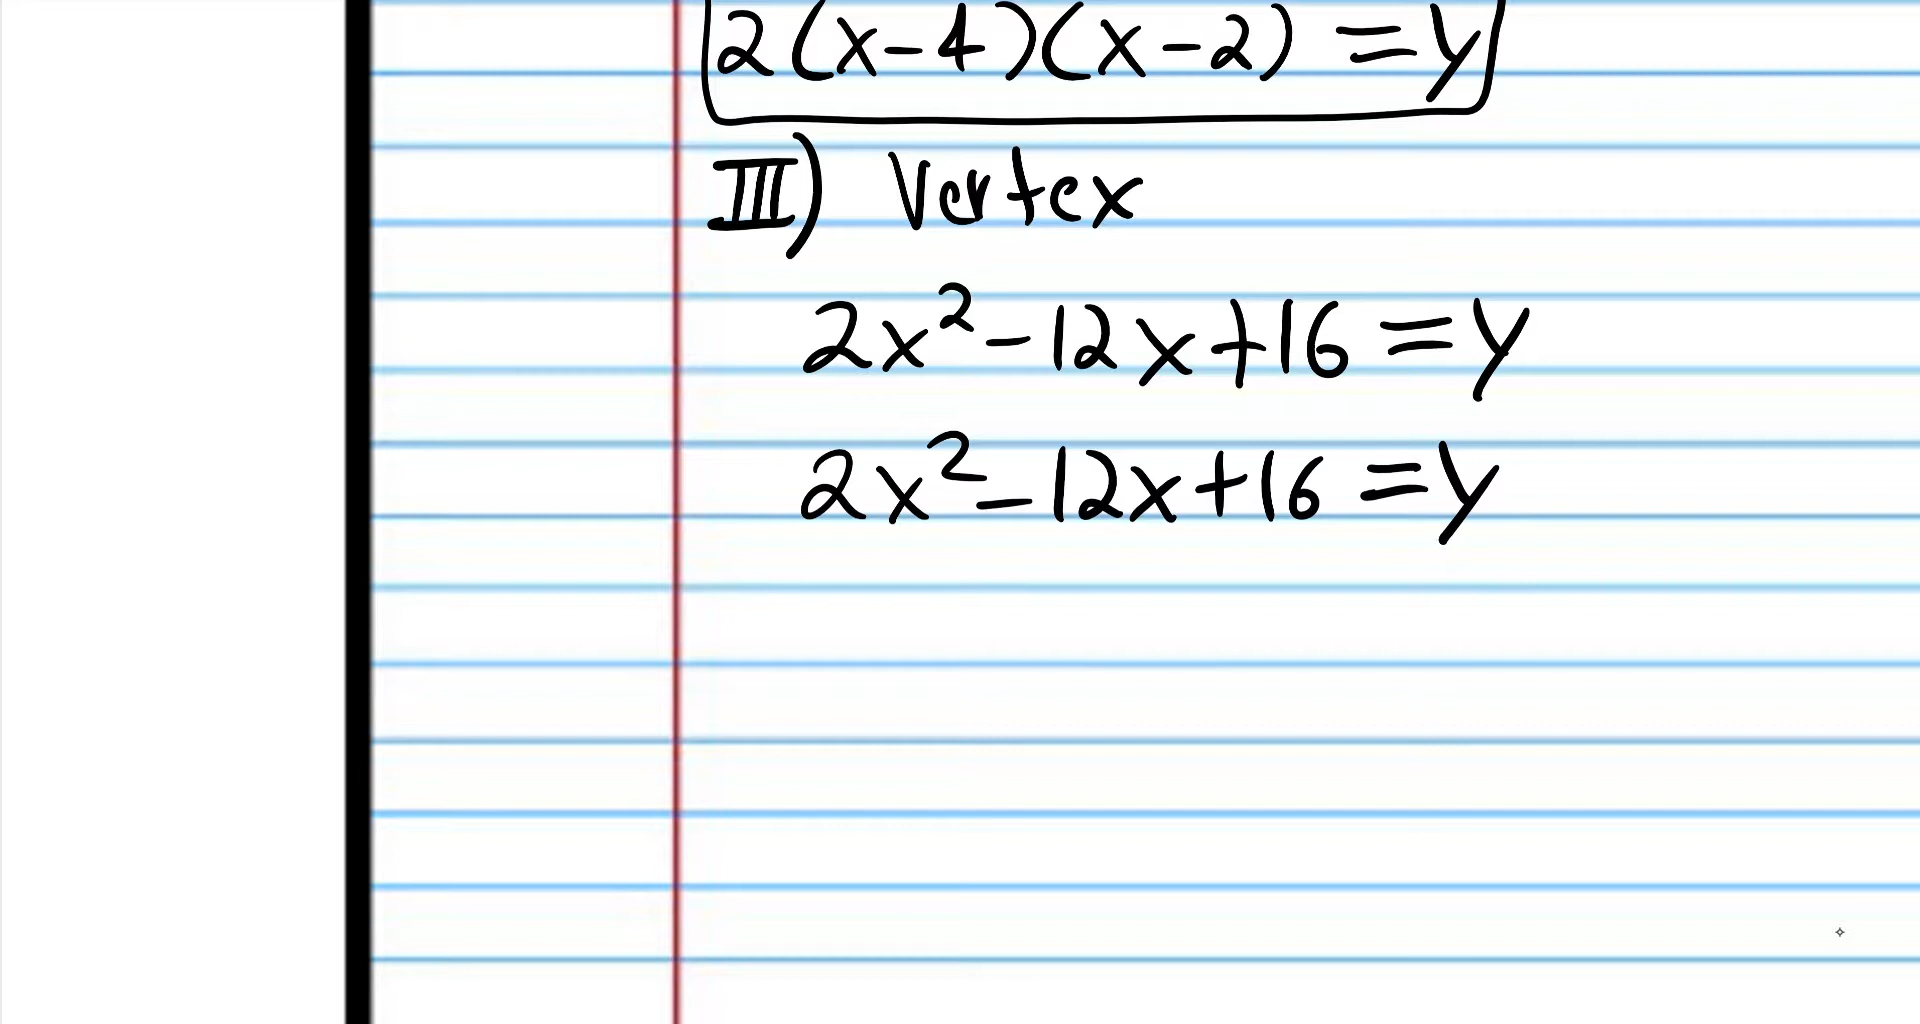 2(x-4)(x-2) = y
III) Vertex
2x²-12x+16=y
2x²-12x+16=y